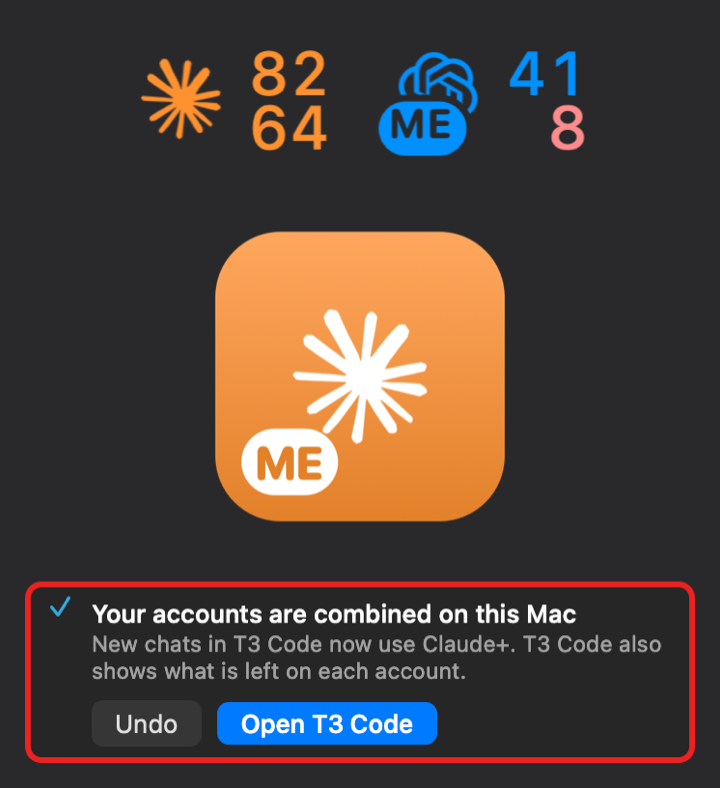 82
64
ME
41
8
ME
Your accounts are combined on this Mac
New chats in T3 Code now use Claude+. T3 Code also
shows what is left on each account.
Undo
Open T3 Code